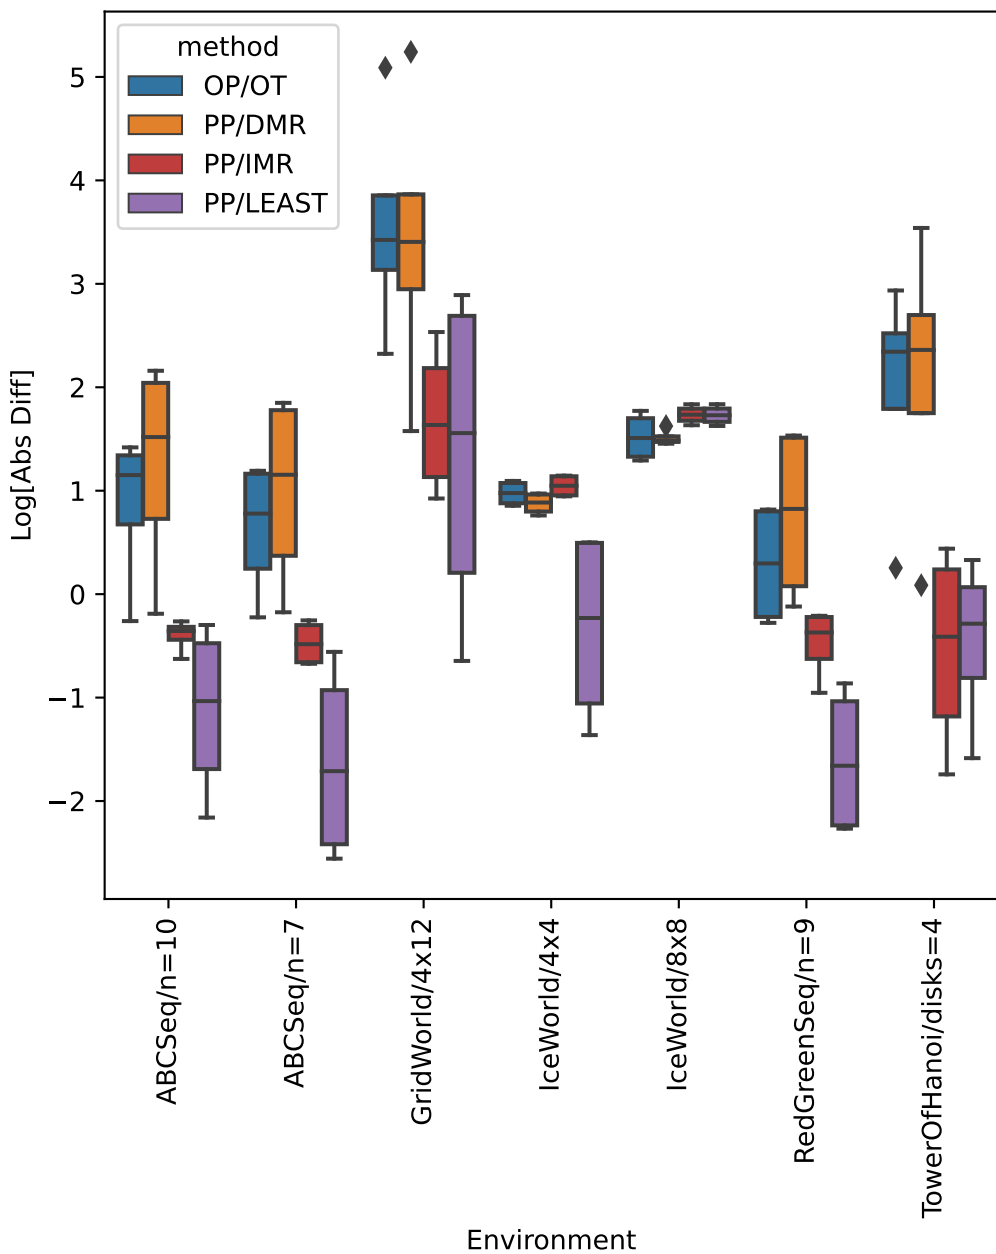 method
OP/OT
PP/DMR
PP/IMR
PP/LEAST
5
4
3
2
1
0
−1
−2
Log[Abs Diff]
ABCSeq/n=10
ABCSeq/n=7
GridWorld/4x12
IceWorld/4x4
IceWorld/8x8
RedGreenSeq/n=9
TowerOfHanoi/disks=4
Environment